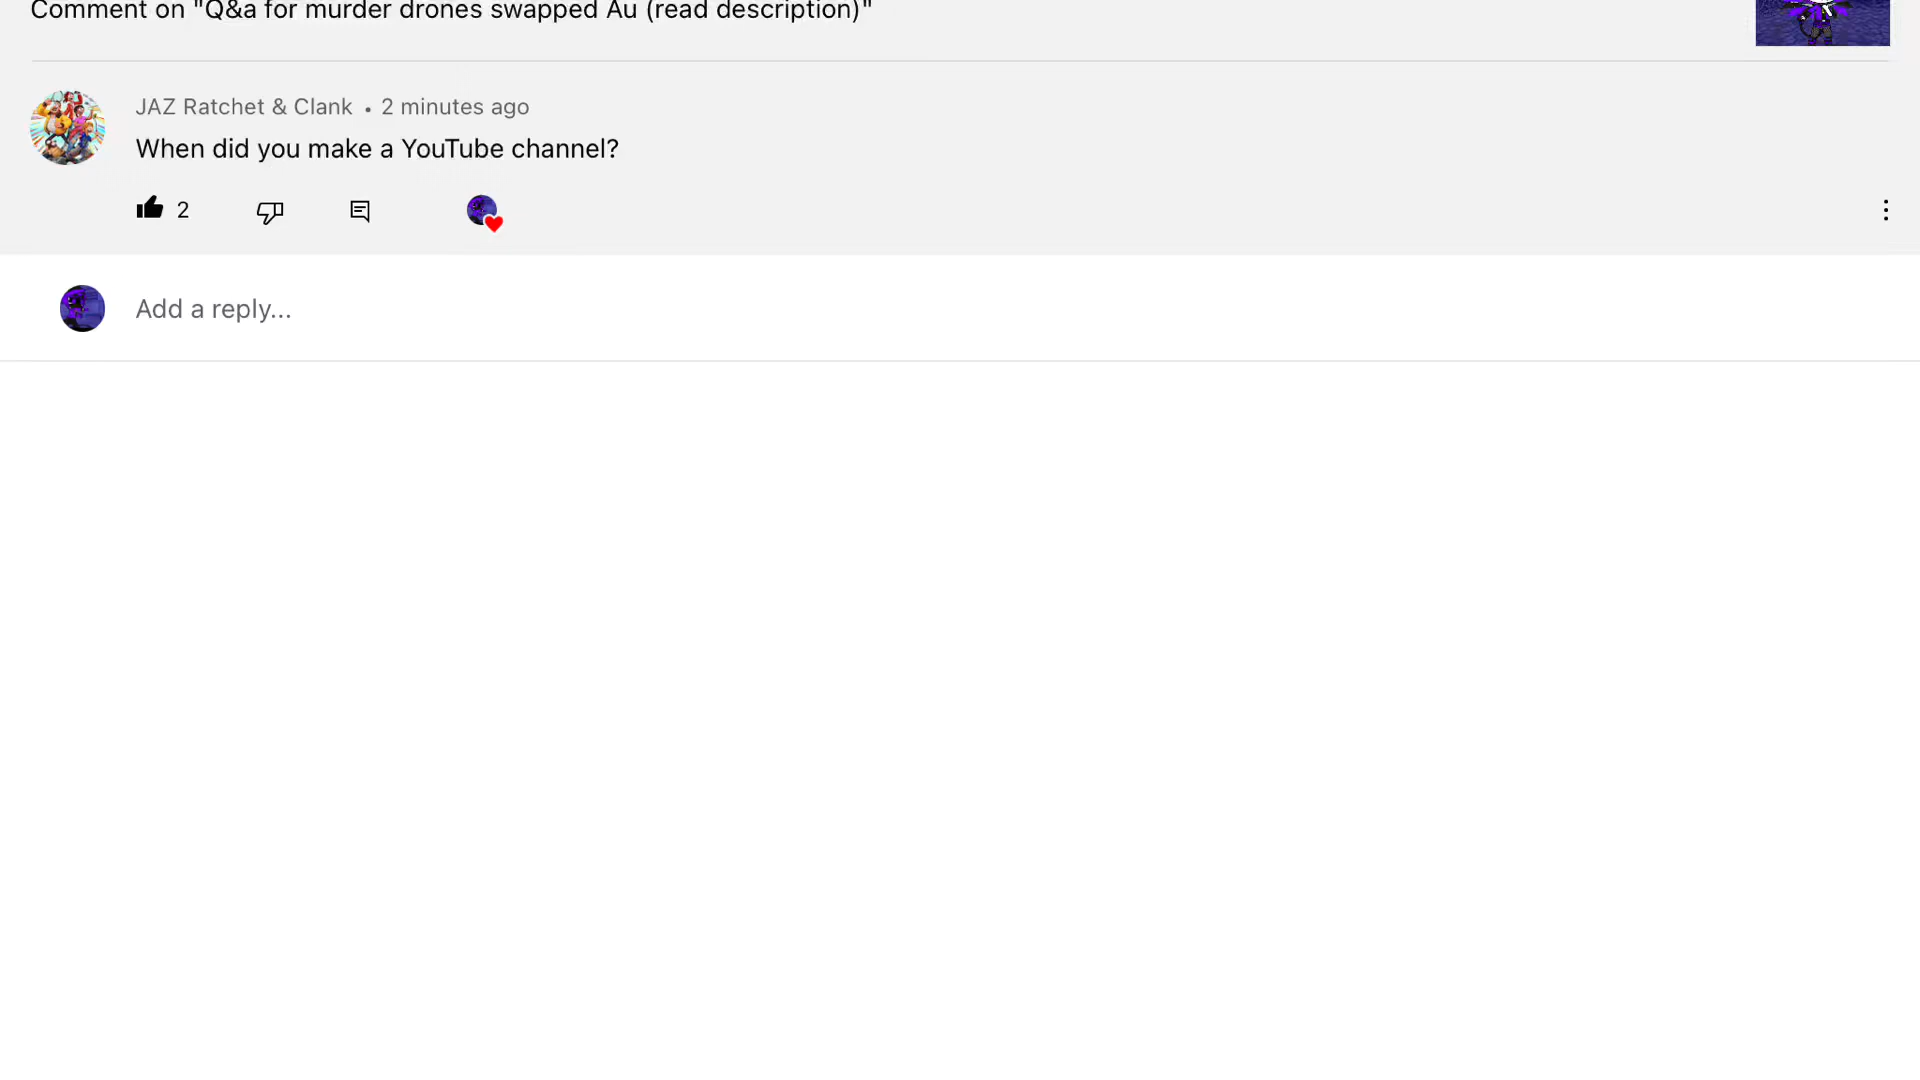 Comment on "Q&a for murder drones swapped Au (read description)"
JAZ Ratchet & Clank • 2 minutes ago
When did you make a YouTube channel?
2
Add a reply...